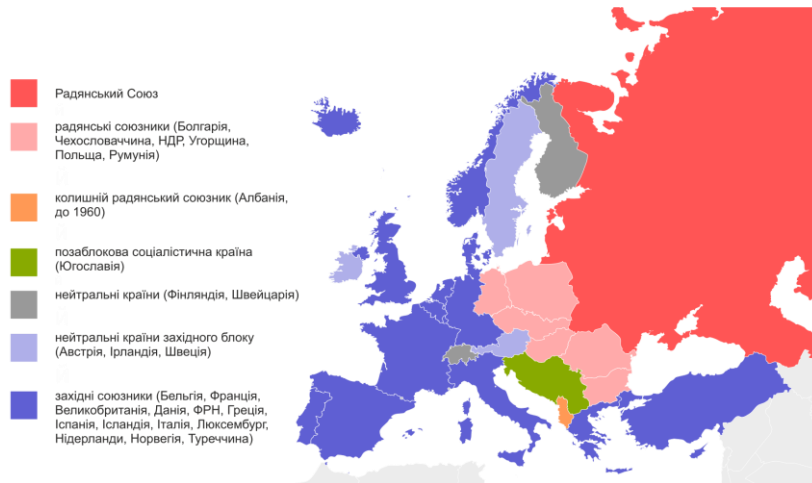 Радянський Союз
радянські союзники (Болгарія,
Чехословаччина, НДР, Угорщина,
Польща, Румунія)
колишній радянський союзник (Албанія,
до 1960)
позаблокова соціалістична країна
(Югославія)
нейтральні країни (Фінляндія, Швейцарія)
нейтральні країни західного блоку
(Австрія, Ірландія, Швеція)
західні союзники (Бельгія, Франція,
Великобританія, Данія, ФРН, Греція,
Іспанія, Ісландія, Італія, Люксембург,
Нідерланди, Норвегія, Туреччина)